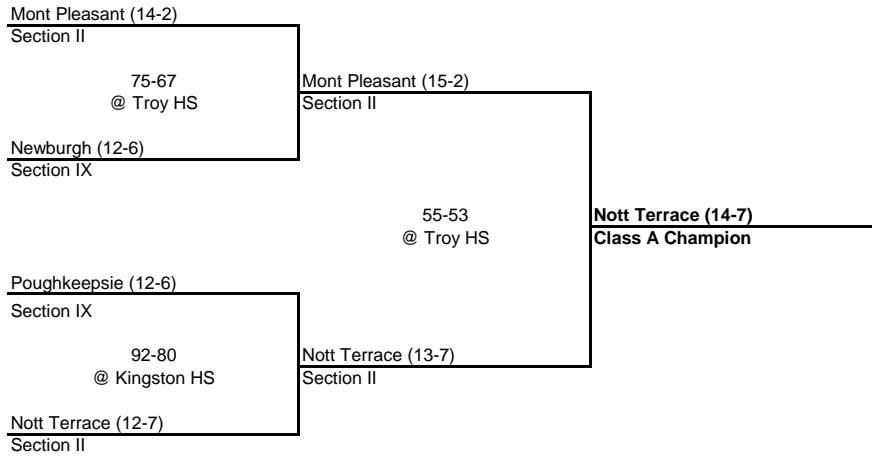 Mont Pleasant (14-2)
Section II
75-67
@ Troy HS
Mont Pleasant (15-2)
Section II
Newburgh (12-6)
Section IX
55-53
@ Troy HS
Nott Terrace (14-7)
Class A Champion
Poughkeepsie (12-6)
Section IX
92-80
@ Kingston HS
Nott Terrace (13-7)
Section II
Nott Terrace (12-7)
Section II